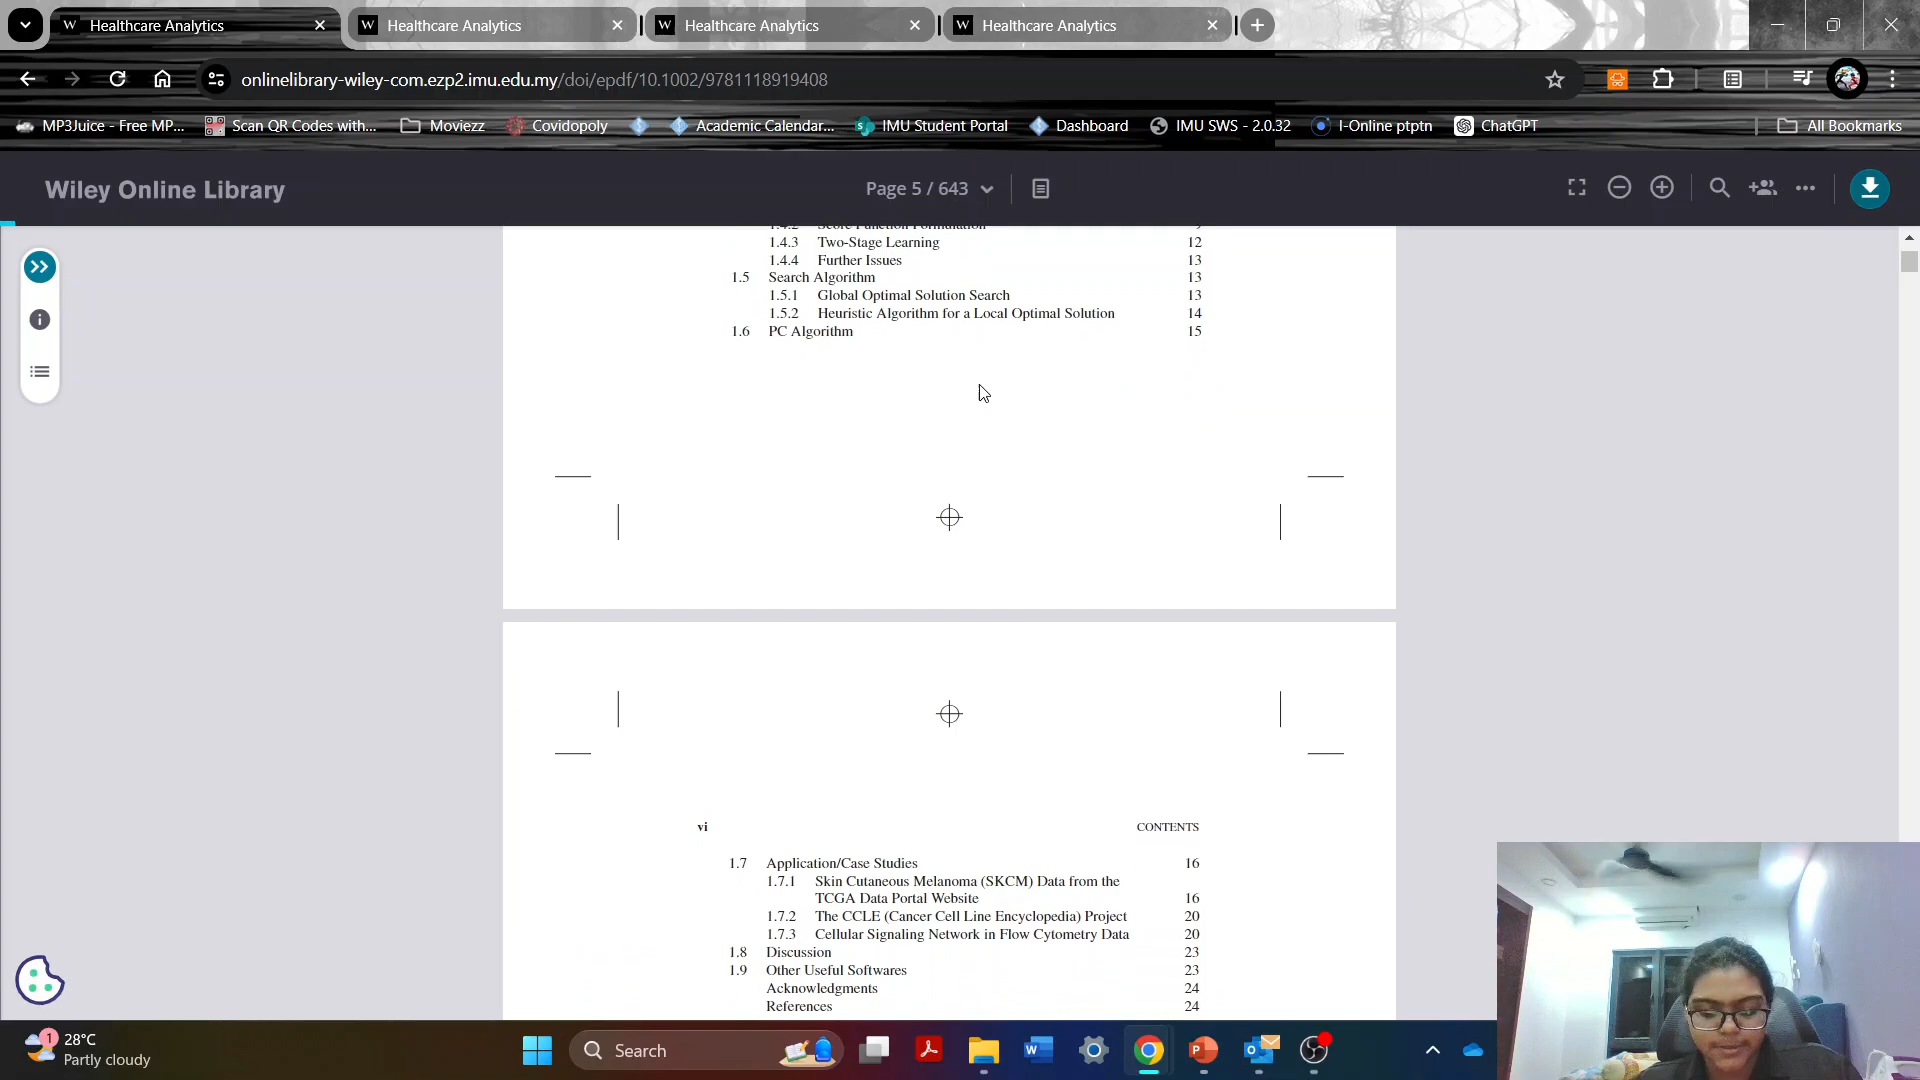 Healthcare Analytics
Healthcare Analytics
Healthcare Analytics
Healthcare Analytics
onlinelibrary-wiley-com.ezp2.imu.edu.my/doi/epdf/10.1002/9781118919408
MP3Juice - Free MP...
Scan QR Codes with...
Moviezz
Covidopoly
Academic Calendar...
IMU Student Portal
Dashboard
IMU SWS - 2.0.32
I-Online ptptn
ChatGPT
All Bookmarks
Wiley Online Library
Page 5 / 643
1.4.2 Score Function Formulation 9
1.4.3 Two-Stage Learning 12
1.4.4 Further Issues 13
1.5 Search Algorithm 13
1.5.1 Global Optimal Solution Search 13
1.5.2 Heuristic Algorithm for a Local Optimal Solution 14
1.6 PC Algorithm 15
vi CONTENTS
1.7 Application/Case Studies 16
1.7.1 Skin Cutaneous Melanoma (SKCM) Data from the
TCGA Data Portal Website 16
1.7.2 The CCLE (Cancer Cell Line Encyclopedia) Project 20
1.7.3 Cellular Signaling Network in Flow Cytometry Data 20
1.8 Discussion 23
1.9 Other Useful Softwares 23
Acknowledgments 24
References 24
1
28°C
Partly cloudy
Search